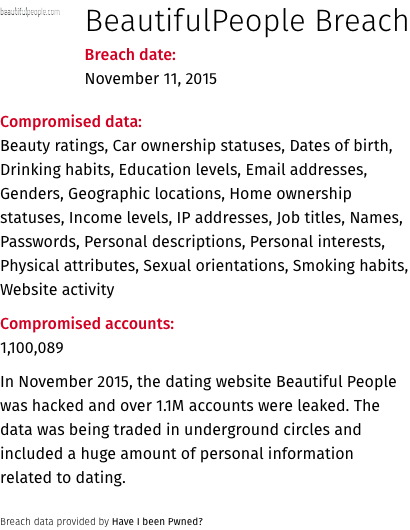 beautifulpeople.com
BeautifulPeople Breach
Breach date:
November 11, 2015
Compromised data:
Beauty ratings, Car ownership statuses, Dates of birth,
Drinking habits, Education levels, Email addresses,
Genders, Geographic locations, Home ownership
statuses, Income levels, IP addresses, Job titles, Names,
Passwords, Personal descriptions, Personal interests,
Physical attributes, Sexual orientations, Smoking habits,
Website activity
Compromised accounts:
1,100,089
In November 2015, the dating website Beautiful People
was hacked and over 1.1M accounts were leaked. The
data was being traded in underground circles and
included a huge amount of personal information
related to dating.
Breach data provided by Have I been Pwned?